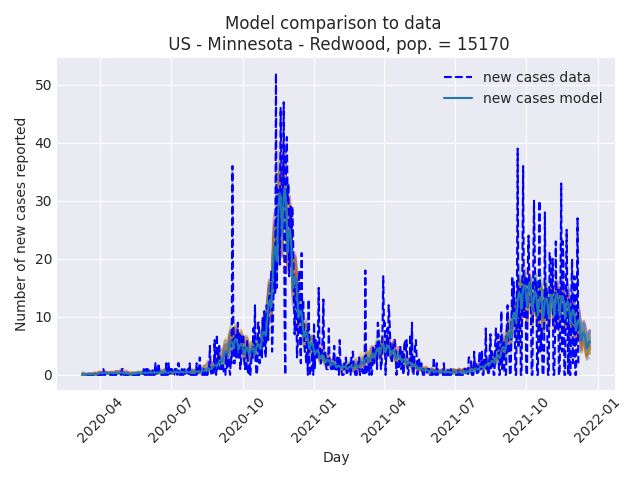 Model comparison to data
US - Minnesota - Redwood, pop. = 15170
new cases data
new cases model
Number of new cases reported
50
40
30
20
10
0
2020-04
2020-07
2020-10
2021-01
2021-04
2021-07
2021-10
2022-01
Day